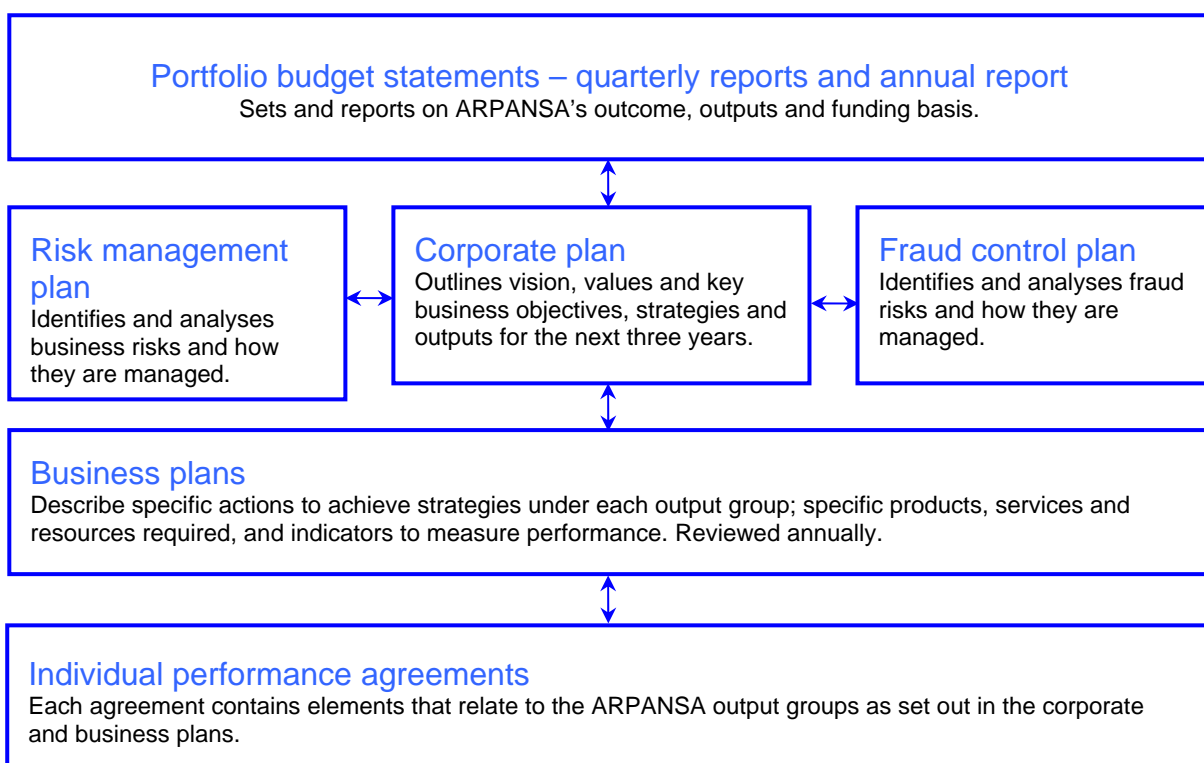 Portfolio budget statements – quarterly reports and annual report
Sets and reports on ARPANSA's outcome, outputs and funding basis.
Risk management
plan
Identifies and analyses
business risks and how
they are managed.
Corporate plan
Outlines vision, values and key
business objectives, strategies and
outputs for the next three years.
Fraud control plan
Identifies and analyses fraud
risks and how they are
managed.
Business plans
Describe specific actions to achieve strategies under each output group; specific products, services and
resources required, and indicators to measure performance. Reviewed annually.
Individual performance agreements
Each agreement contains elements that relate to the ARPANSA output groups as set out in the corporate
and business plans.